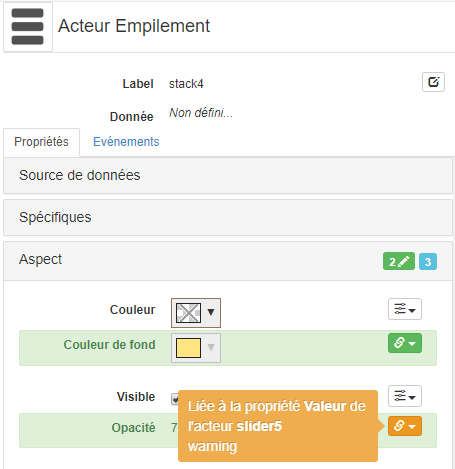 Acteur Empilement
Label stack4
Donnée Non défini...
Propriétés Evénements
Source de données
Spécifiques
Aspect 2 3
Couleur
Couleur de fond
Visible
Opacité 7
Liée à la propriété Valeur de
l'acteur slider5
warning